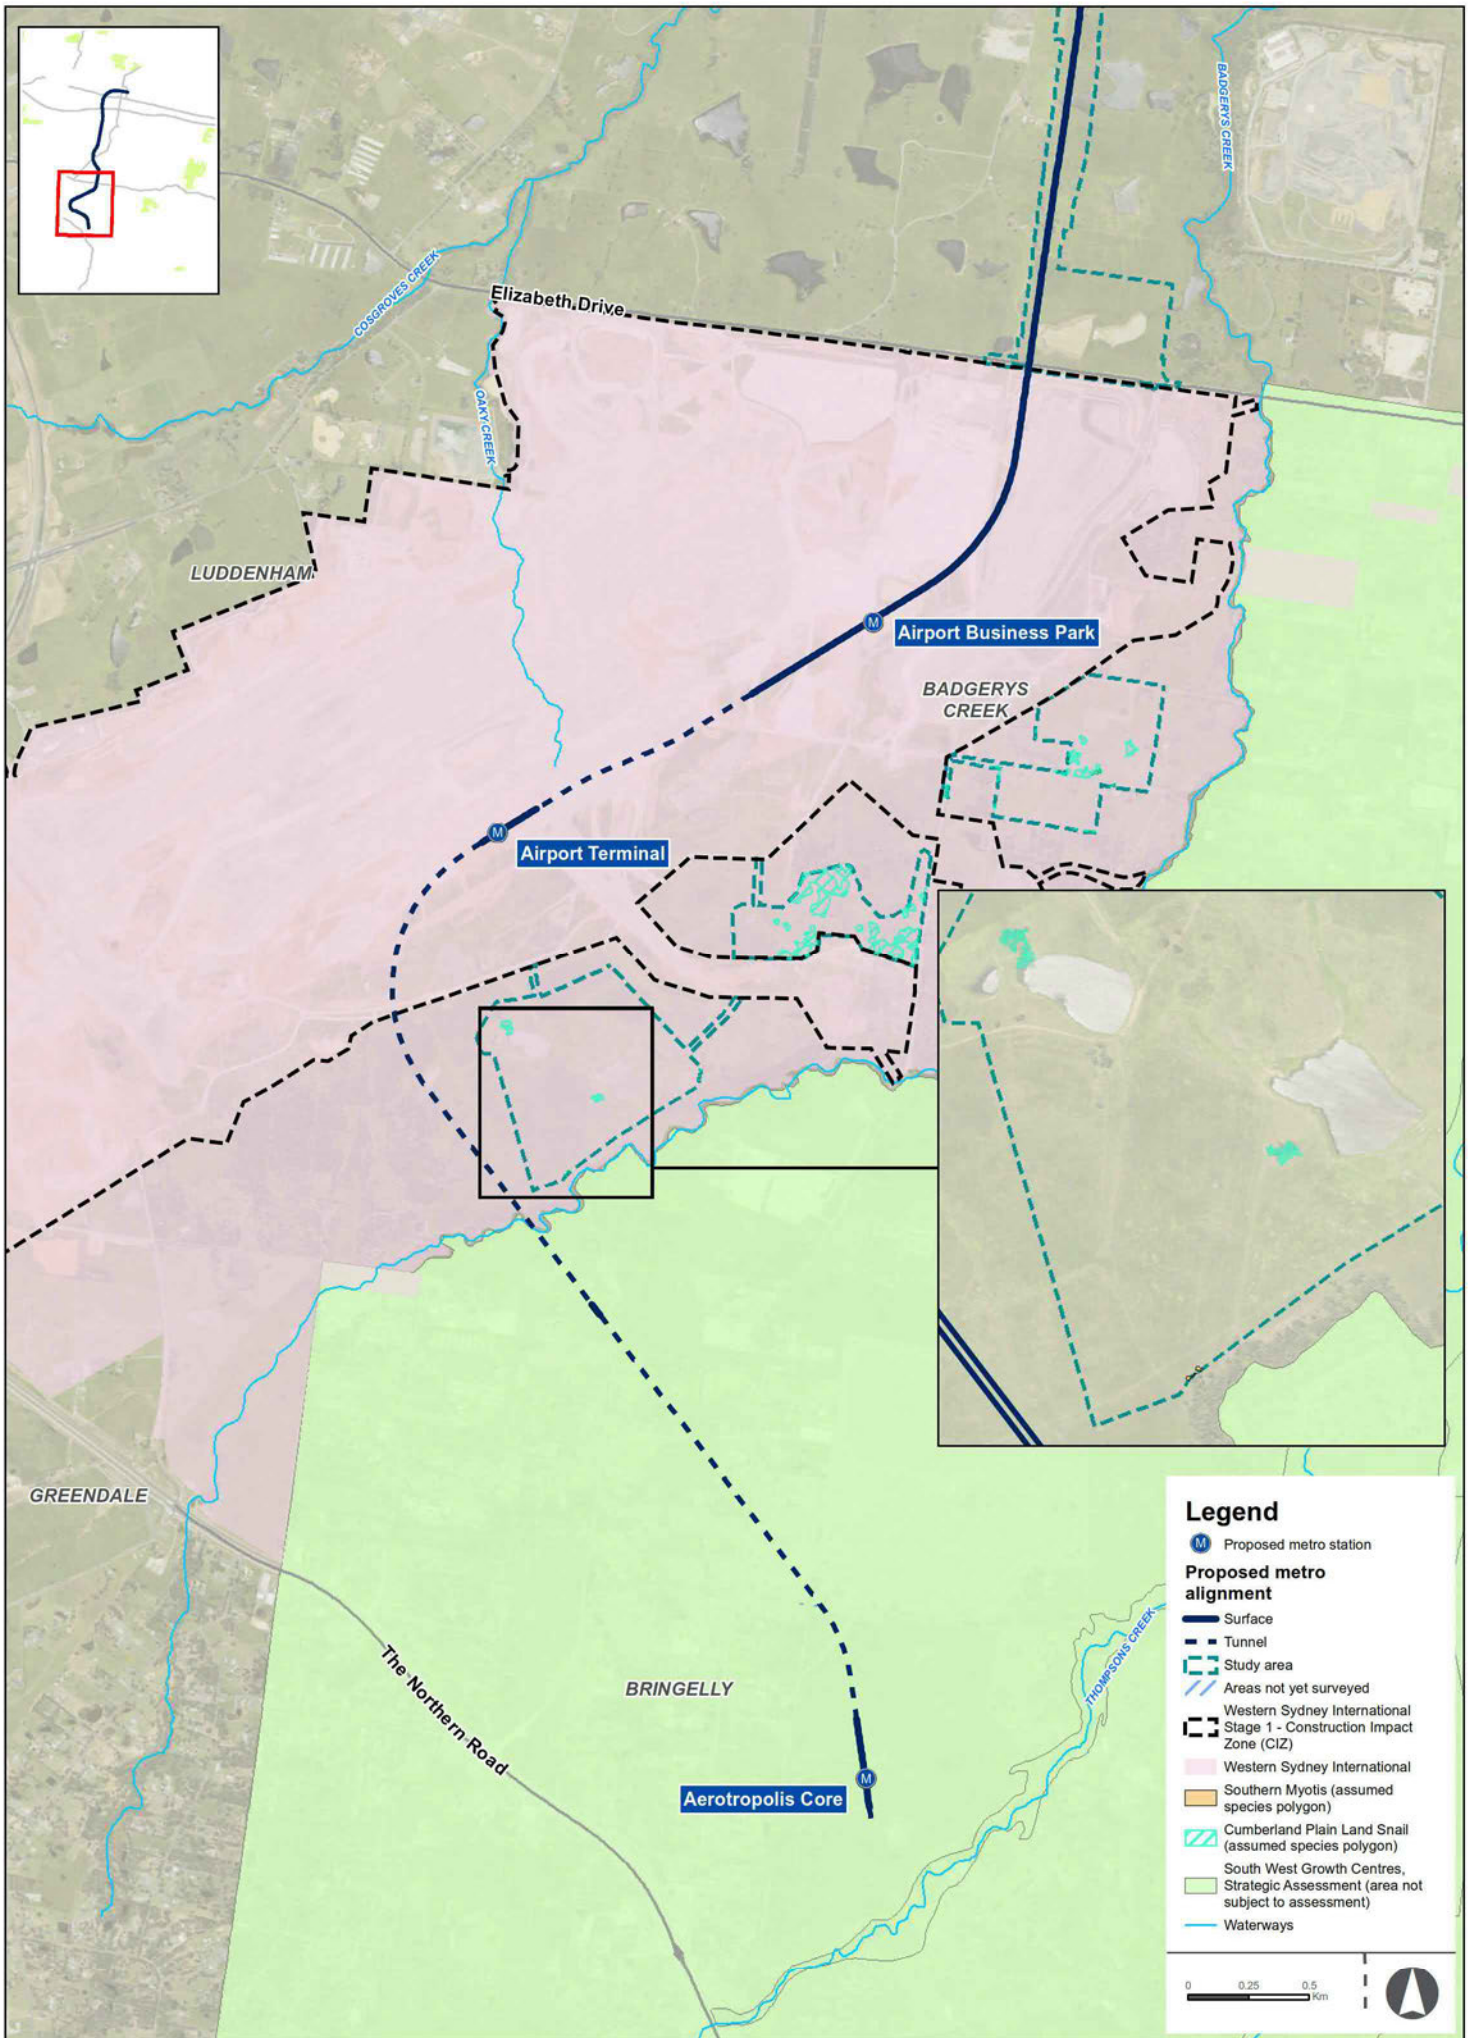 BADGERYS CREEK
COSGROVES CREEK
Elizabeth Drive
OAKY CREEK
LUDDENHAM
M
Airport Business Park
BADGERYS
CREEK
M
Airport Terminal
GREENDALE
The Northern Road
BRINGELLY
THOMPSONS CREEK
M
Aerotropolis Core
Legend
M Proposed metro station
Proposed metro
alignment
Surface
Tunnel
Study area
Areas not yet surveyed
Western Sydney International
Stage 1 - Construction Impact
Zone (CIZ)
Western Sydney International
Southern Myotis (assumed
species polygon)
Cumberland Plain Land Snail
(assumed species polygon)
South West Growth Centres,
Strategic Assessment (area not
subject to assessment)
Waterways
0 0.25 0.5
Km